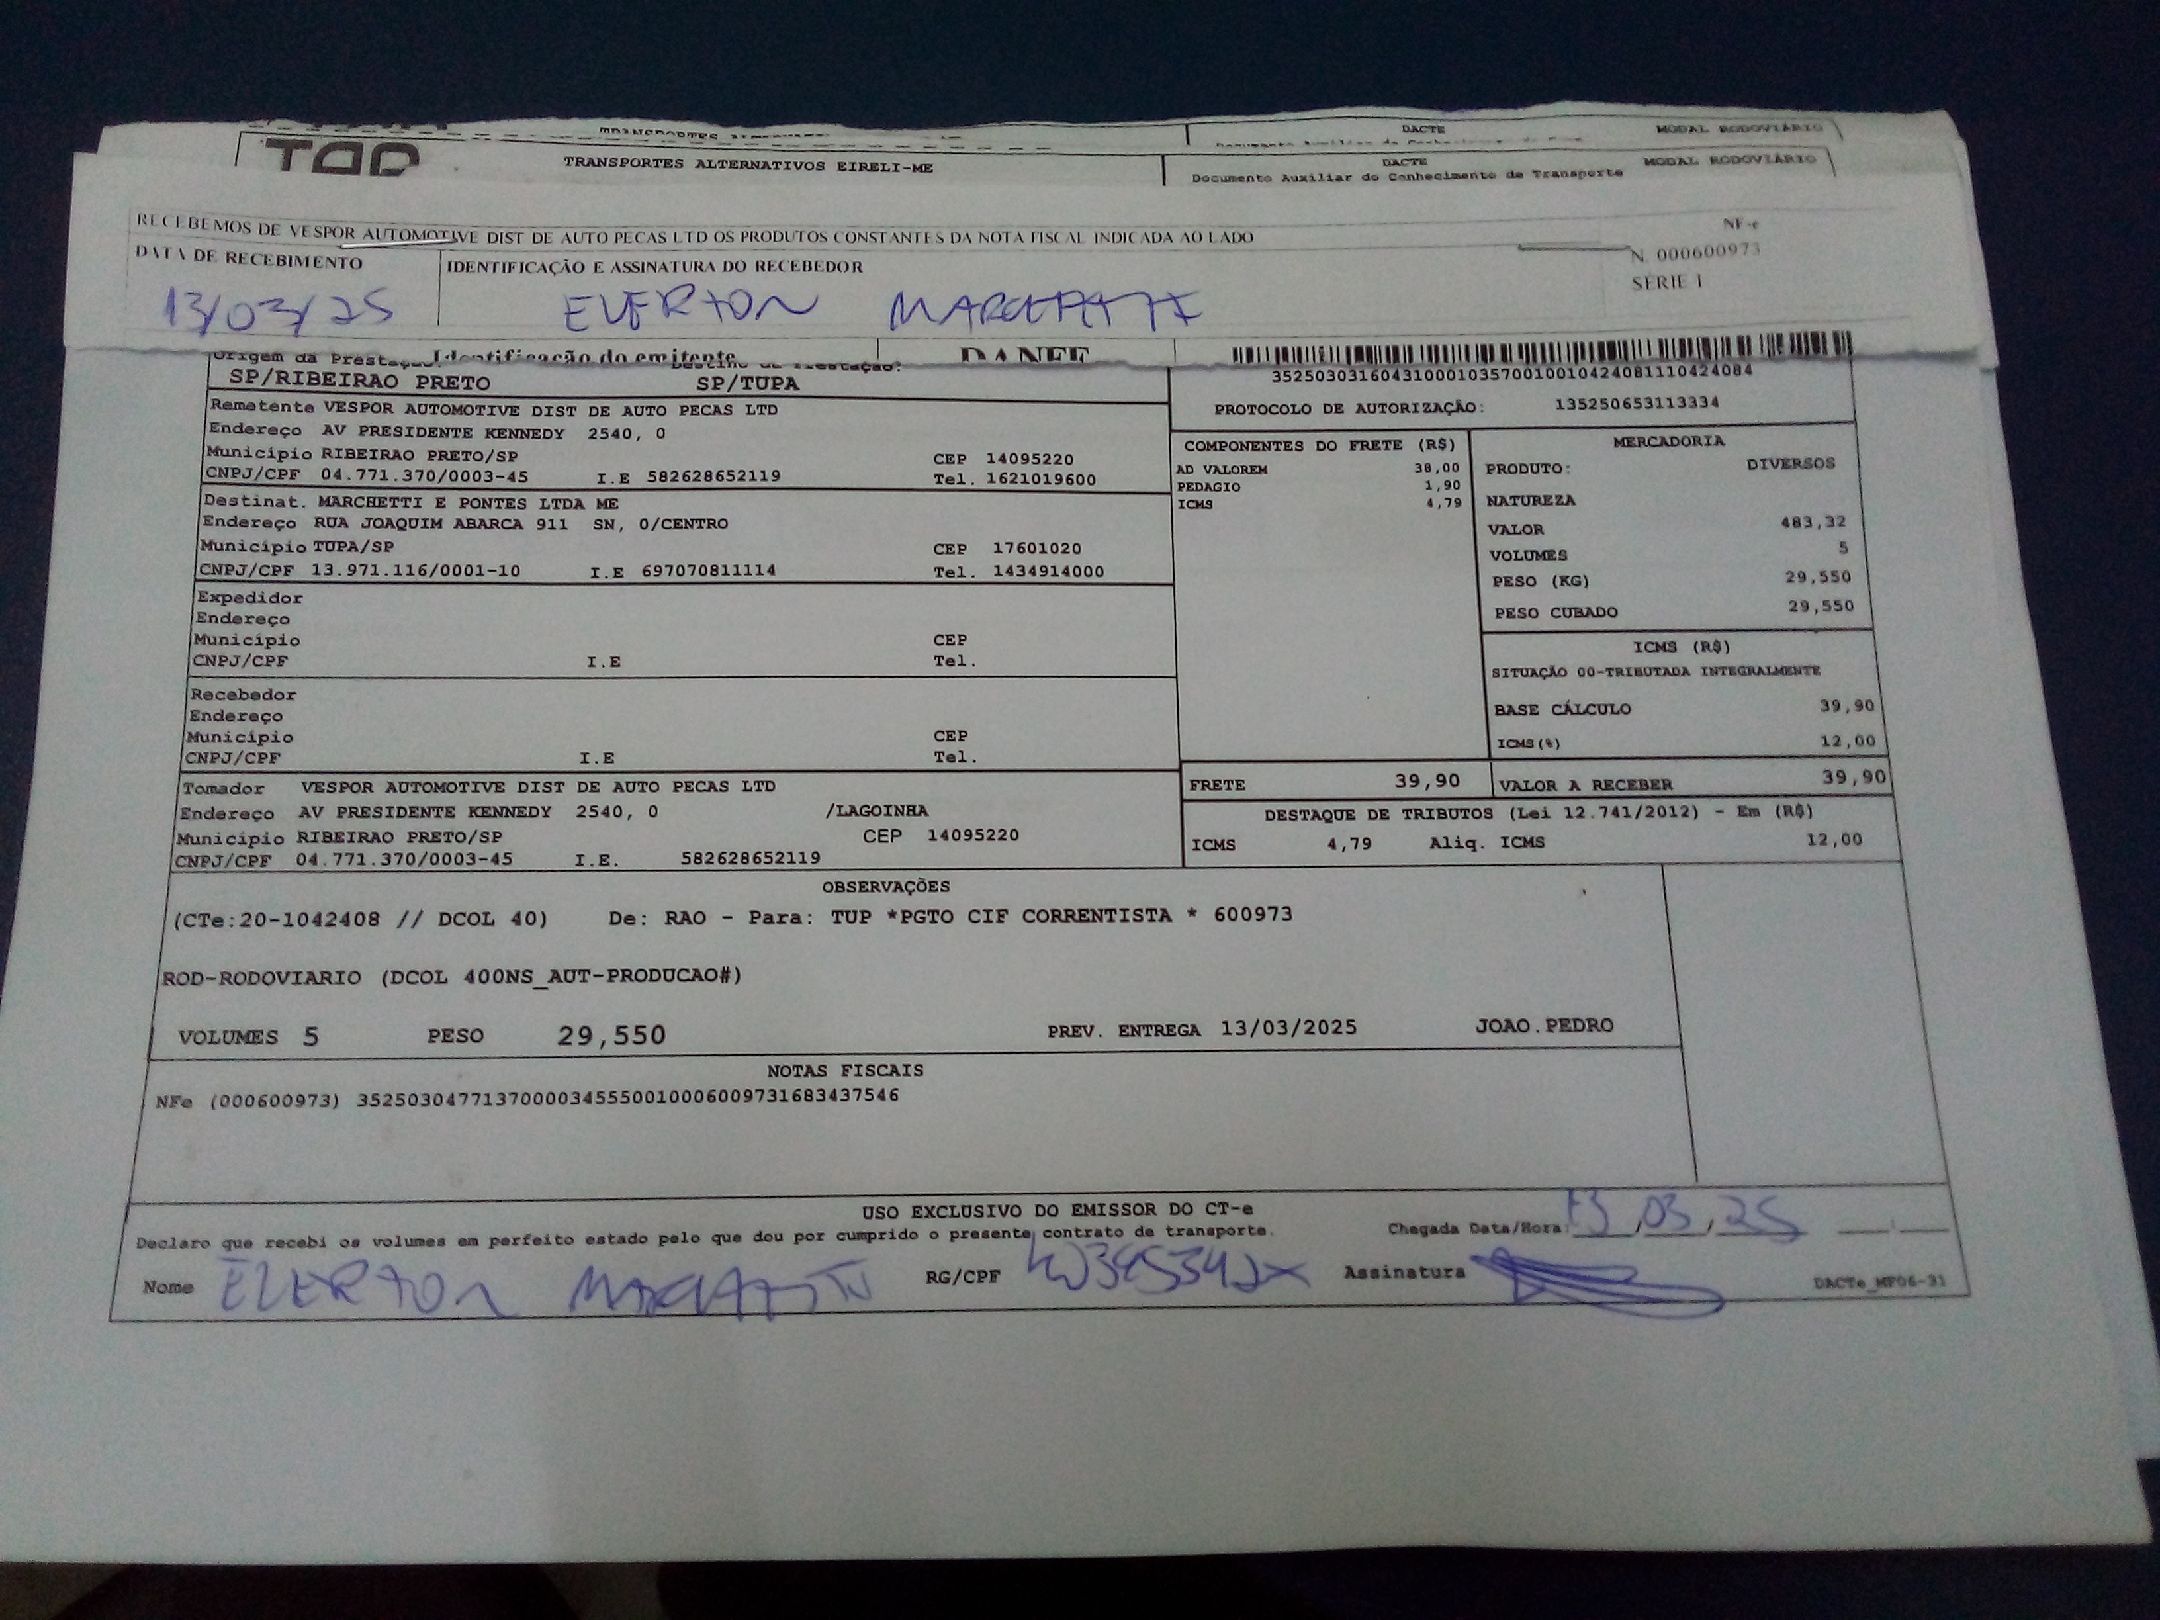 TRANSPORTES ALTERNATIVOS EIRELI-ME
DACTE
MODAL RODOVIÁRIO
Documento Auxiliar do Conhecimento de Transporte
RECEBEMOS DE VESPOR AUTOMOTIVE DIST DE AUTO PECAS LTD OS PRODUTOS CONSTANTES DA NOTA FISCAL INDICADA AO LADO
NF-e
N. 000600973
SERIE 1
DATA DE RECEBIMENTO
IDENTIFICAÇÃO E ASSINATURA DO RECEBEDOR
13/03/25 EVERTON
Identificação do emitente
DANFE
SP/RIBEIRAO PRETO SP/TUPA
35250303160431000103570010010424081110424084
PROTOCOLO DE AUTORIZAÇÃO: 135250653113334
Remetente VESPOR AUTOMOTIVE DIST DE AUTO PECAS LTD
Endereço AV PRESIDENTE KENNEDY 2540, 0
Município RIBEIRAO PRETO/SP CEP 14095220
CNPJ/CPF 04.771.370/0003-45 I.E 582628652119 Tel. 1621019600
Destinat. MARCHETTI E PONTES LTDA ME
Endereço RUA JOAQUIM ABARCA 911 SN, 0/CENTRO
Município TUPA/SP CEP 17601020
CNPJ/CPF 13.971.116/0001-10 I.E 697070811114 Tel. 1434914000
Expedidor
Endereço
Município CEP
CNPJ/CPF I.E Tel.
Recebedor
Endereço
Município CEP
CNPJ/CPF I.E Tel.
Tomador VESPOR AUTOMOTIVE DIST DE AUTO PECAS LTD
Endereço AV PRESIDENTE KENNEDY 2540, 0 /LAGOINHA
Município RIBEIRAO PRETO/SP CEP 14095220
CNPJ/CPF 04.771.370/0003-45 I.E. 582628652119
COMPONENTES DO FRETE (R$)
AD VALOREM 38,00
PEDAGIO 1,90
ICMS 4,79
MERCADORIA
PRODUTO: DIVERSOS
NATUREZA
VALOR 483,32
VOLUMES 5
PESO (KG) 29,550
PESO CUBADO 29,550
ICMS (R$)
SITUAÇÃO 00-TRIBUTADA INTEGRALMENTE
BASE CÁLCULO 39,90
ICMS(%) 12,00
FRETE 39,90
VALOR A RECEBER 39,90
DESTAQUE DE TRIBUTOS (Lei 12.741/2012) - Em (R$)
ICMS 4,79 Aliq. ICMS 12,00
OBSERVAÇÕES
(CTe:20-1042408 // DCOL 40) De: RAO - Para: TUP *PGTO CIF CORRENTISTA * 600973
ROD-RODOVIARIO (DCOL 400NS_AUT-PRODUCAO#)
VOLUMES 5 PESO 29,550 PREV. ENTREGA 13/03/2025 JOAO.PEDRO
NOTAS FISCAIS
NFe (000600973) 35250304771370000345550010006009731683437546
USO EXCLUSIVO DO EMISSOR DO CT-e
Declaro que recebi os volumes em perfeito estado pelo que dou por cumprido o presente contrato de transporte.
Chegada Data/Hora: 13/03/25
Nome EVERTON RG/CPF Assinatura
DACTe_MP06-31